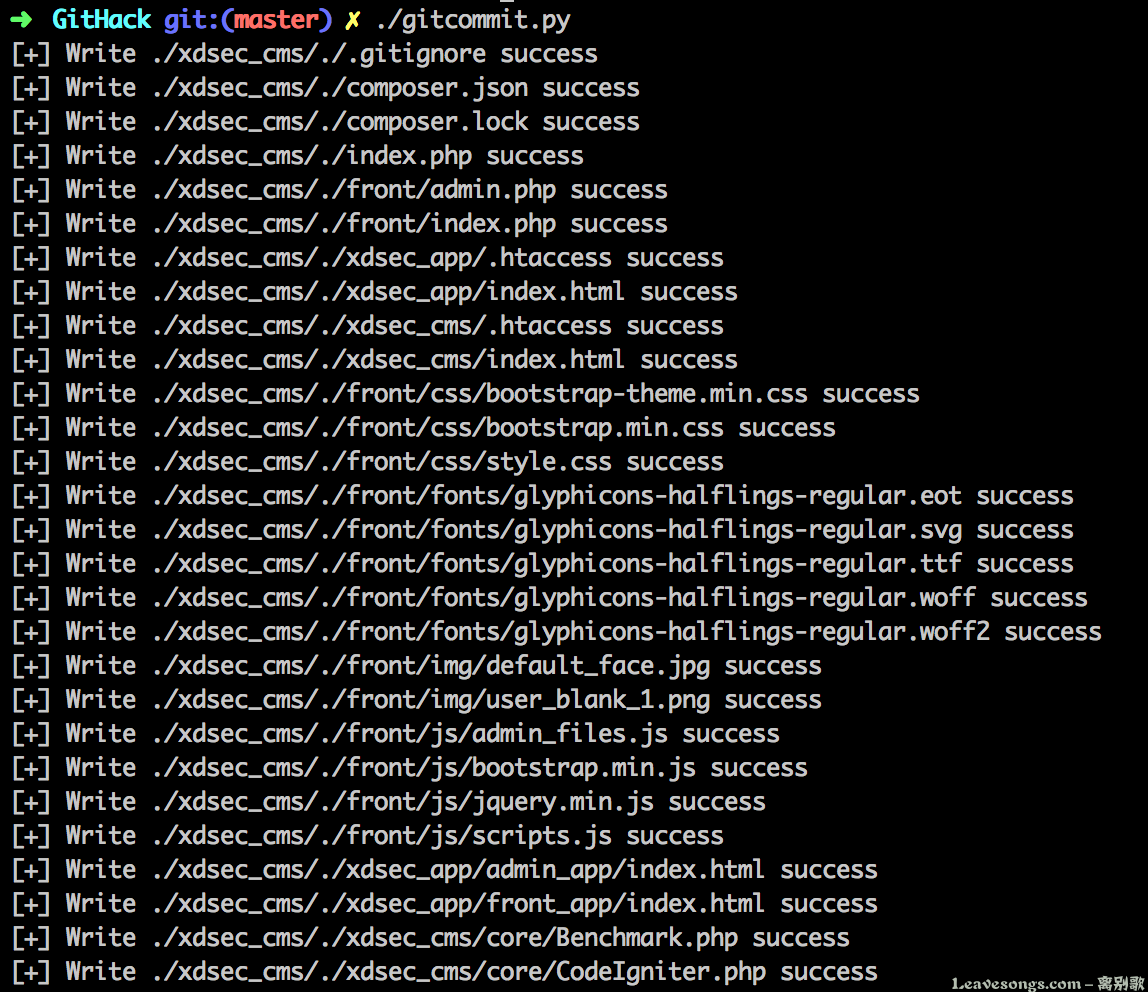 ➜ GitHack git:(master) ✗ ./gitcommit.py
[+] Write ./xdsec_cms/./.gitignore success
[+] Write ./xdsec_cms/./composer.json success
[+] Write ./xdsec_cms/./composer.lock success
[+] Write ./xdsec_cms/./index.php success
[+] Write ./xdsec_cms/./front/admin.php success
[+] Write ./xdsec_cms/./front/index.php success
[+] Write ./xdsec_cms/./xdsec_app/.htaccess success
[+] Write ./xdsec_cms/./xdsec_app/index.html success
[+] Write ./xdsec_cms/./xdsec_cms/.htaccess success
[+] Write ./xdsec_cms/./xdsec_cms/index.html success
[+] Write ./xdsec_cms/./front/css/bootstrap-theme.min.css success
[+] Write ./xdsec_cms/./front/css/bootstrap.min.css success
[+] Write ./xdsec_cms/./front/css/style.css success
[+] Write ./xdsec_cms/./front/fonts/glyphicons-halflings-regular.eot success
[+] Write ./xdsec_cms/./front/fonts/glyphicons-halflings-regular.svg success
[+] Write ./xdsec_cms/./front/fonts/glyphicons-halflings-regular.ttf success
[+] Write ./xdsec_cms/./front/fonts/glyphicons-halflings-regular.woff success
[+] Write ./xdsec_cms/./front/fonts/glyphicons-halflings-regular.woff2 success
[+] Write ./xdsec_cms/./front/img/default_face.jpg success
[+] Write ./xdsec_cms/./front/img/user_blank_1.png success
[+] Write ./xdsec_cms/./front/js/admin_files.js success
[+] Write ./xdsec_cms/./front/js/bootstrap.min.js success
[+] Write ./xdsec_cms/./front/js/jquery.min.js success
[+] Write ./xdsec_cms/./front/js/scripts.js success
[+] Write ./xdsec_cms/./xdsec_app/admin_app/index.html success
[+] Write ./xdsec_cms/./xdsec_app/front_app/index.html success
[+] Write ./xdsec_cms/./xdsec_cms/core/Benchmark.php success
[+] Write ./xdsec_cms/./xdsec_cms/core/CodeIgniter.php success
Leavesongs.com – 离别歌